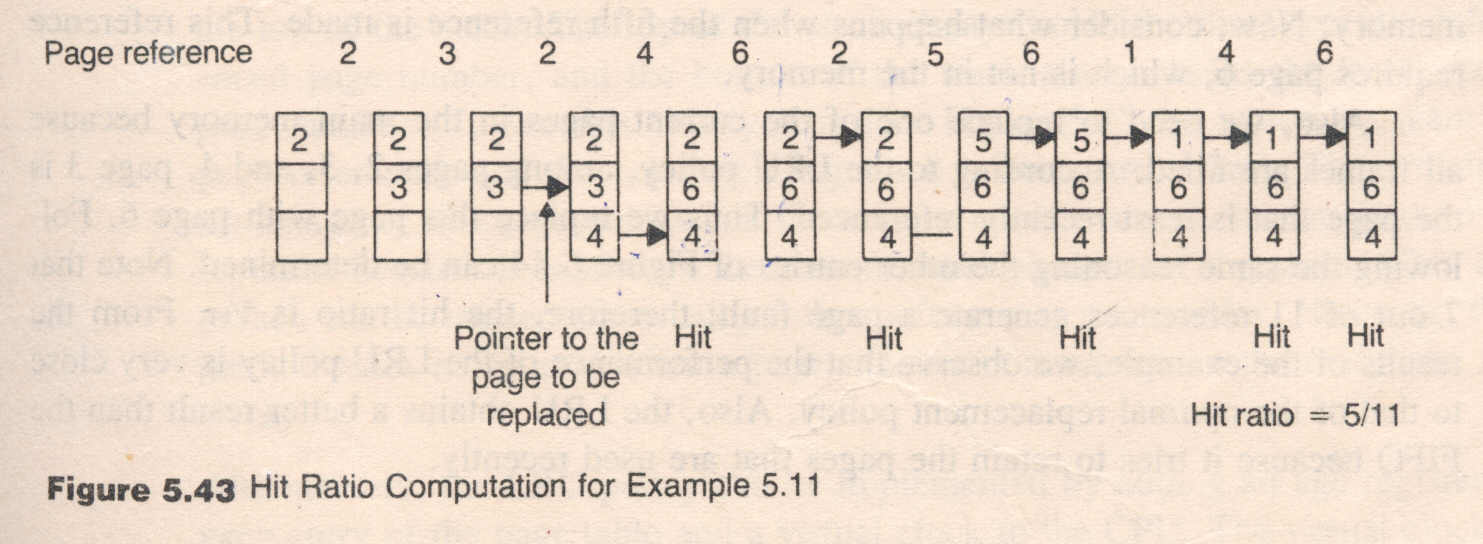 Page reference 2 3 2 4 6 2 5 6 1 4 6
2 2 2 2 2 2 2 5 5 1 1 1
3 3 3 6 6 6 6 6 6 6 6
4 4 4 4 4 4 4 4 4
Pointer to the Hit Hit Hit Hit Hit
page to be
replaced Hit ratio = 5/11
Figure 5.43 Hit Ratio Computation for Example 5.11